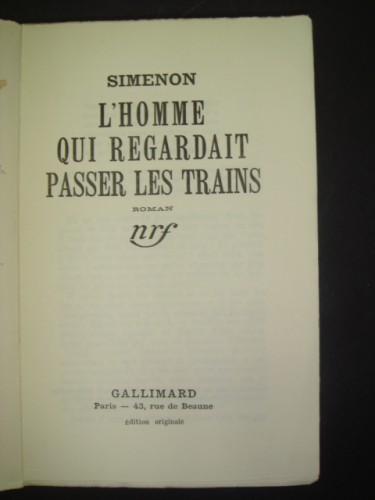 SIMENON
L'HOMME
QUI REGARDAIT
PASSER LES TRAINS
ROMAN
nrf
GALLIMARD
Paris — 43, rue de Beaune
édition originale